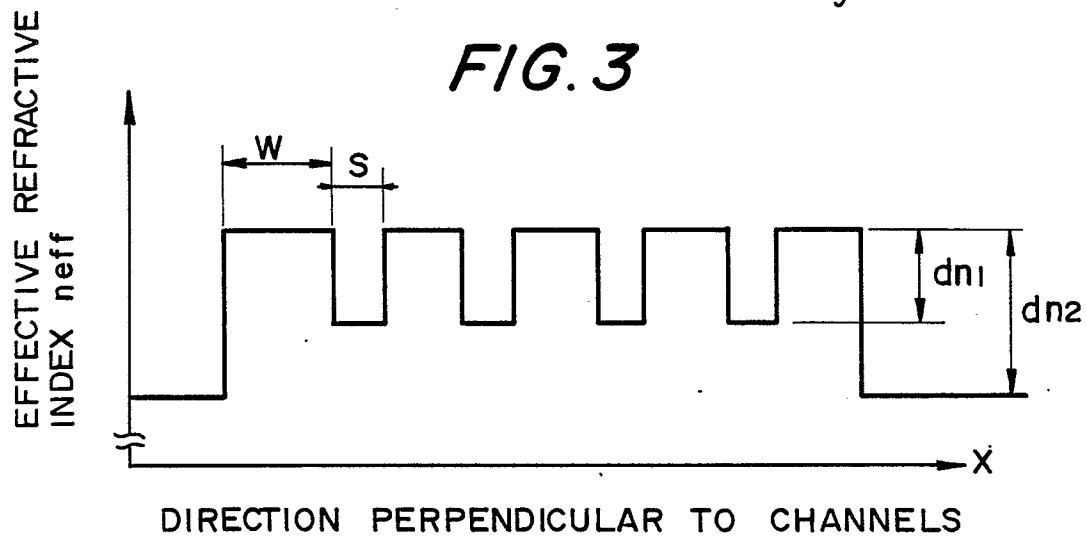 FIG. 3
EFFECTIVE REFRACTIVE
INDEX neff
W
S
dn1
dn2
X
DIRECTION PERPENDICULAR TO CHANNELS